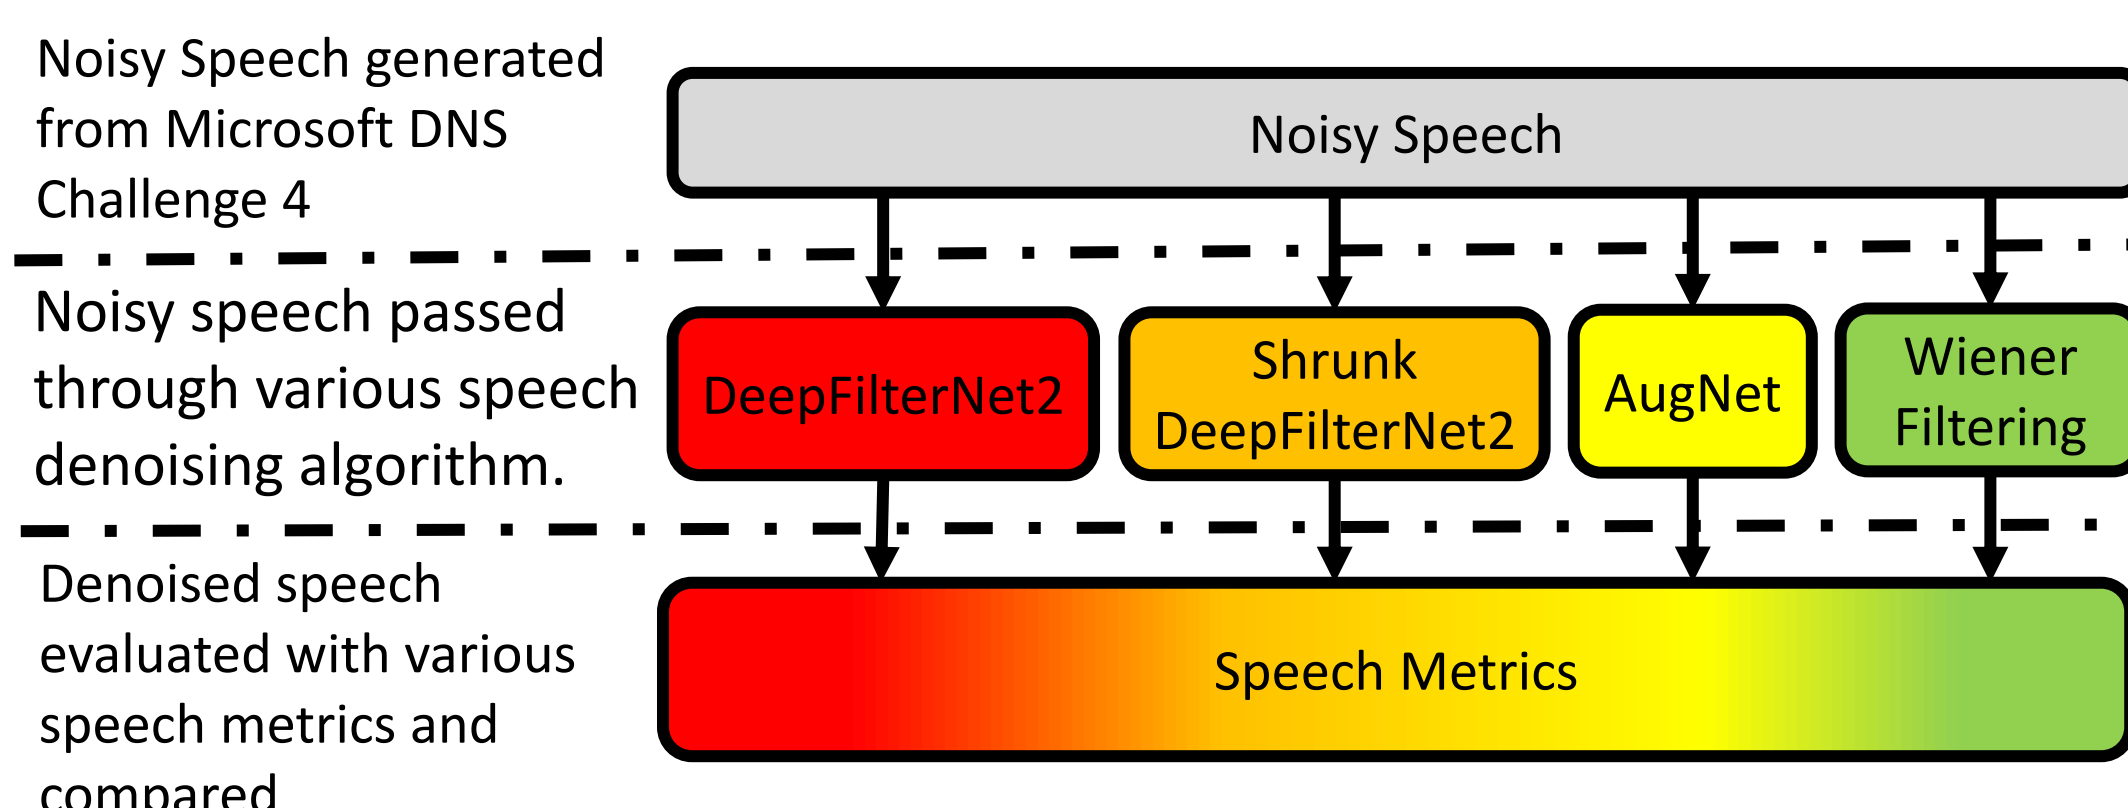 Noisy Speech generated
from Microsoft DNS
Challenge 4
Noisy Speech
Noisy speech passed
through various speech
denoising algorithm.
DeepFilterNet2
Shrunk
DeepFilterNet2
AugNet
Wiener
Filtering
Denoised speech
evaluated with various
speech metrics and
compared
Speech Metrics